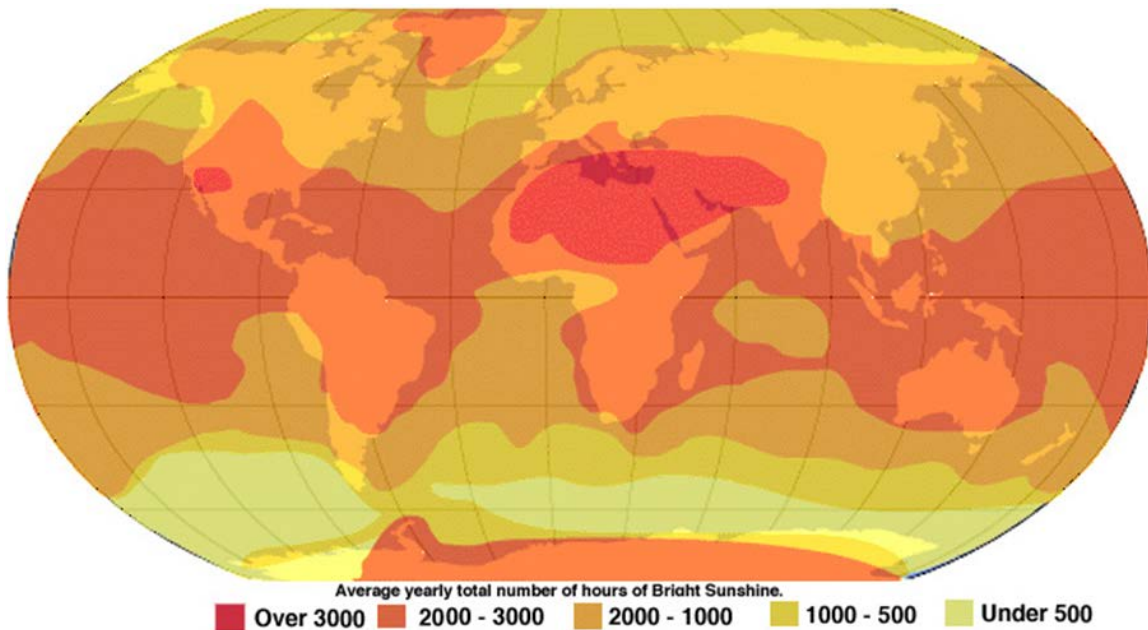 Average yearly total number of hours of Bright Sunshine.
Over 3000 2000 - 3000 2000 - 1000 1000 - 500 Under 500